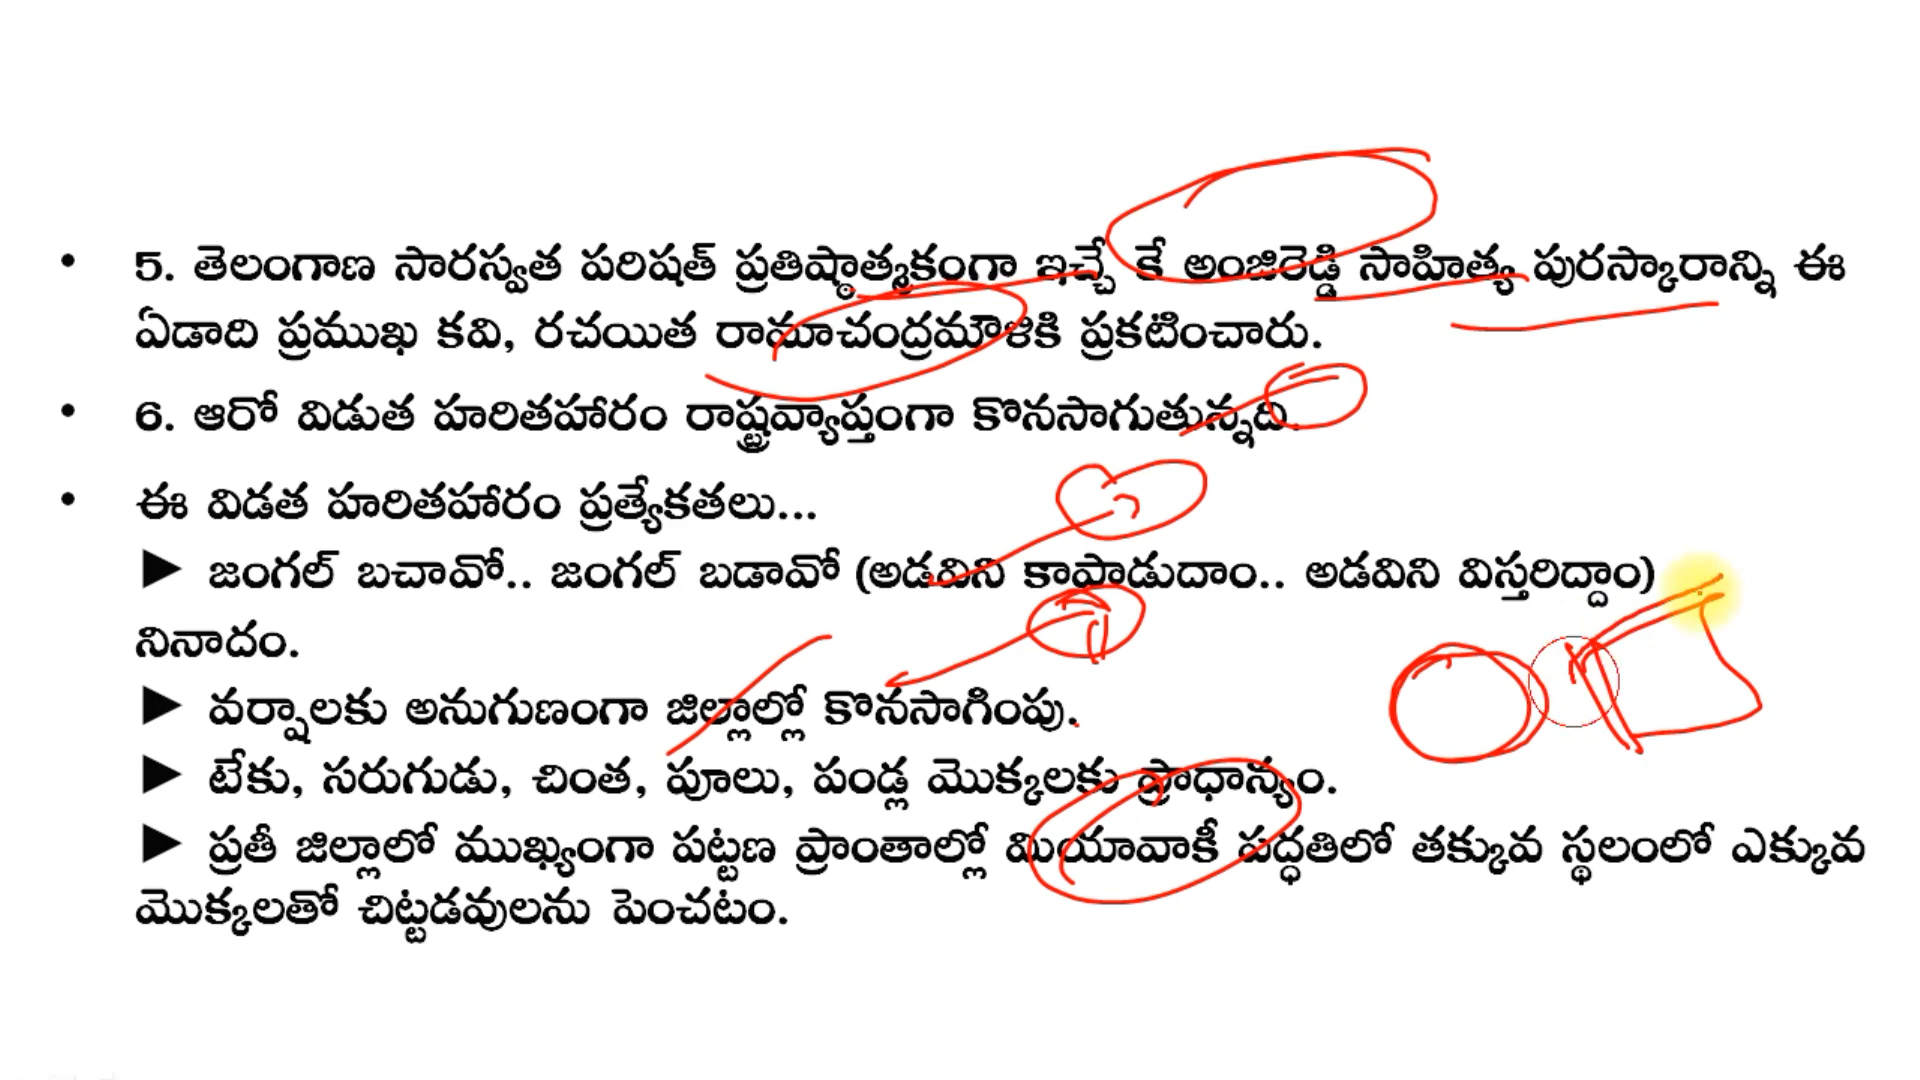 • 5. తెలంగాణ సారస్వత పరిషత్ ప్రతిష్ఠాత్మకంగా ఇచ్చే కే అంజిరెడ్డి సాహిత్య పురస్కారాన్ని ఈ
ఏడాది ప్రముఖ కవి, రచయిత రామాచంద్రమౌళికి ప్రకటించారు.
• 6. ఆరో విడుత హరితహారం రాష్ట్రవ్యాప్తంగా కొనసాగుతున్నది.
• ఈ విడత హరితహారం ప్రత్యేకతలు...
► జంగల్ బచావో.. జంగల్ బడావో (అడవిని కాపాడుదాం.. అడవిని విస్తరిద్దాం)
నినాదం.
► వర్షాలకు అనుగుణంగా జిల్లాల్లో కొనసాగింపు.
► టేకు, సరుగుడు, చింత, పూలు, పండ్ల మొక్కలకు ప్రాధాన్యం.
► ప్రతీ జిల్లాలో ముఖ్యంగా పట్టణ ప్రాంతాల్లో మియావాకీ పద్ధతిలో తక్కువ స్థలంలో ఎక్కువ
మొక్కలతో చిట్టడవులను పెంచటం.